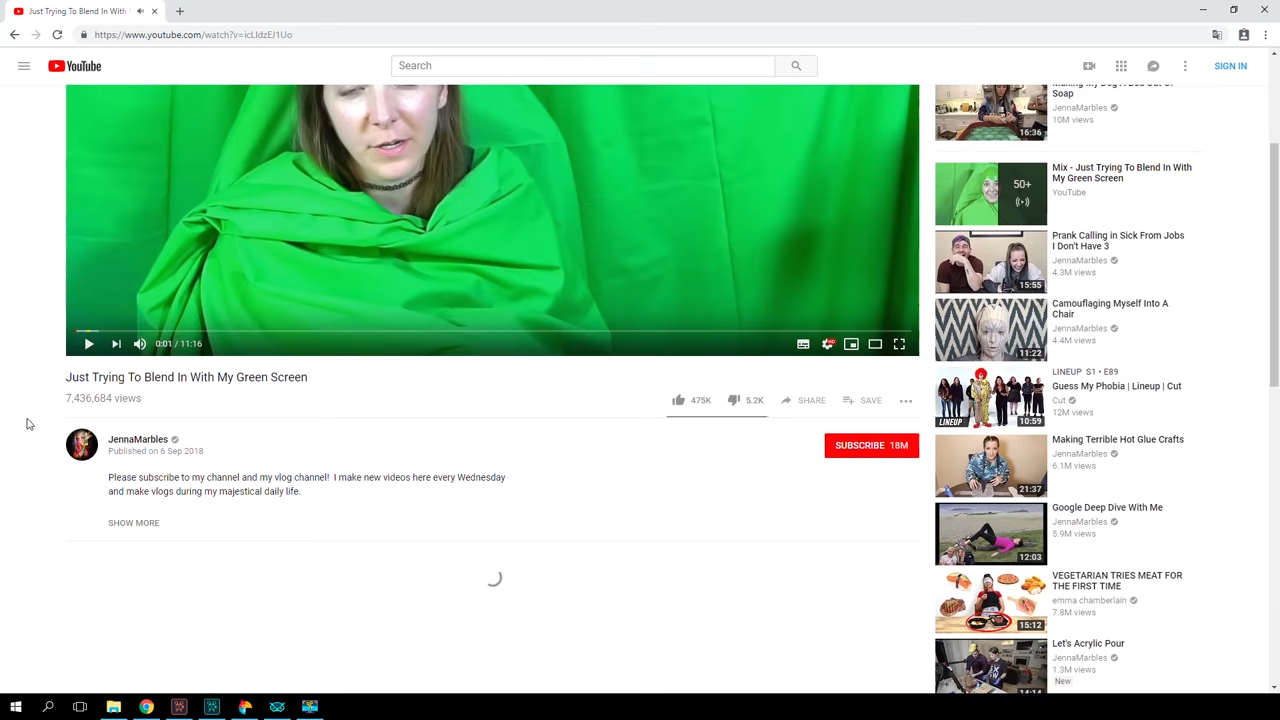 Just Trying To Blend In With
https://www.youtube.com/watch?v=icLIdzEJ1Uo
YouTube
Search
SIGN IN
Soap
JennaMarbles
10M views
16:36
50+
Mix - Just Trying To Blend In With
My Green Screen
YouTube
Prank Calling in Sick From Jobs
I Don't Have 3
JennaMarbles
4.3M views
15:55
Camouflaging Myself Into A
Chair
JennaMarbles
4.4M views
11:22
LINEUP S1 • E89
Guess My Phobia | Lineup | Cut
Cut
12M views
LINEUP
10:59
Making Terrible Hot Glue Crafts
JennaMarbles
6.1M views
21:37
Google Deep Dive With Me
JennaMarbles
5.9M views
12:03
VEGETARIAN TRIES MEAT FOR
THE FIRST TIME
emma chamberlain
7.8M views
15:12
Let's Acrylic Pour
JennaMarbles
1.3M views
New
14:14
0:01 / 11:16
HD
Just Trying To Blend In With My Green Screen
7,436,684 views
475K
5.2K
SHARE
SAVE
JennaMarbles
Published on 6 Sep 2018
SUBSCRIBE 18M
Please subscribe to my channel and my vlog channel! I make new videos here every Wednesday
and make vlogs during my majestical daily life.
SHOW MORE